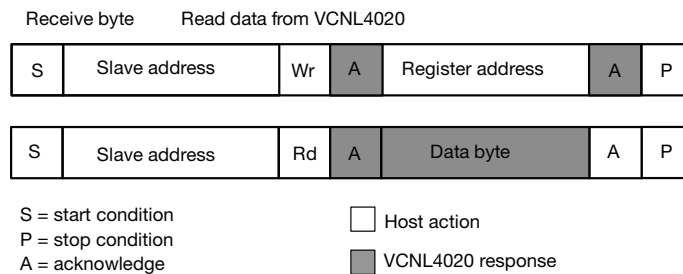 Receive byte Read data from VCNL4020
S Slave address Wr A Register address A P
S Slave address Rd A Data byte A P
S = start condition
P = stop condition
A = acknowledge
Host action
VCNL4020 response